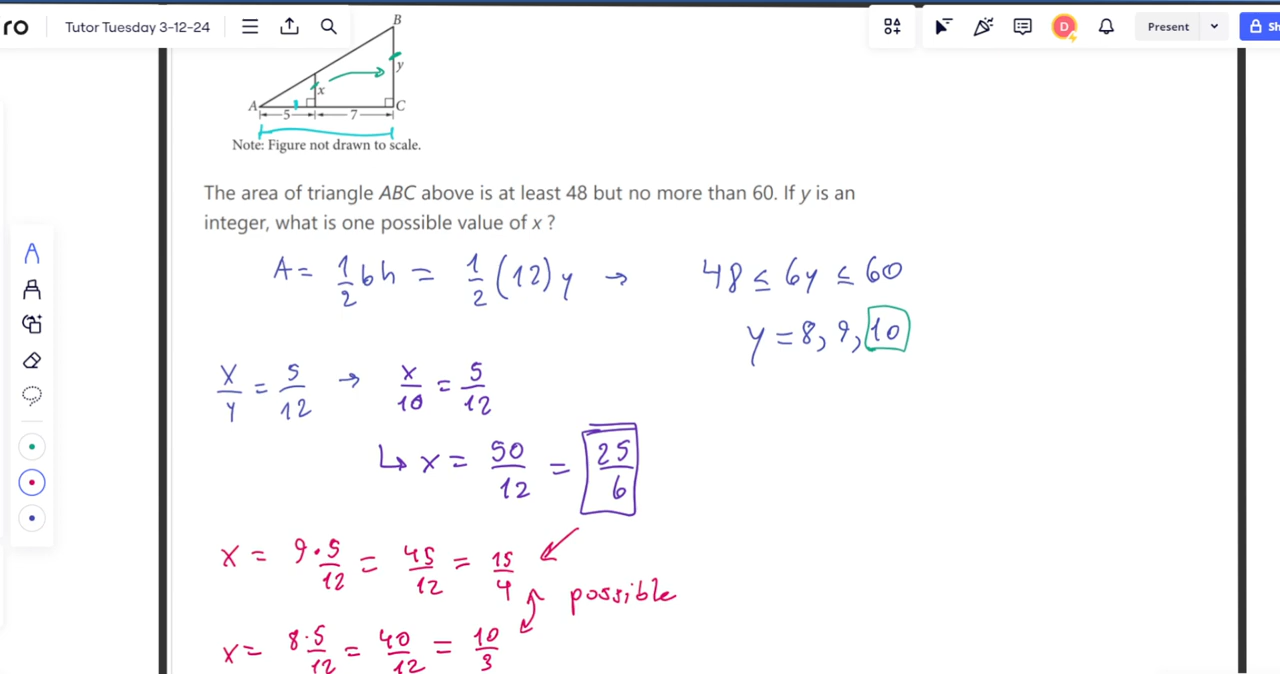 ro Tutor Tuesday 3-12-24 D Present Sh
B
y
x
A C
5 7
Note: Figure not drawn to scale.
The area of triangle ABC above is at least 48 but no more than 60. If y is an
integer, what is one possible value of x ?
A = 1/2 bh = 1/2 (12) y → 48 ≤ 6y ≤ 60
y = 8, 9, 10
x/y = 5/12 → x/10 = 5/12
↳ x = 50/12 = 25/6
x = 9·5/12 = 45/12 = 15/4
possible
x = 8·5/12 = 40/12 = 10/3